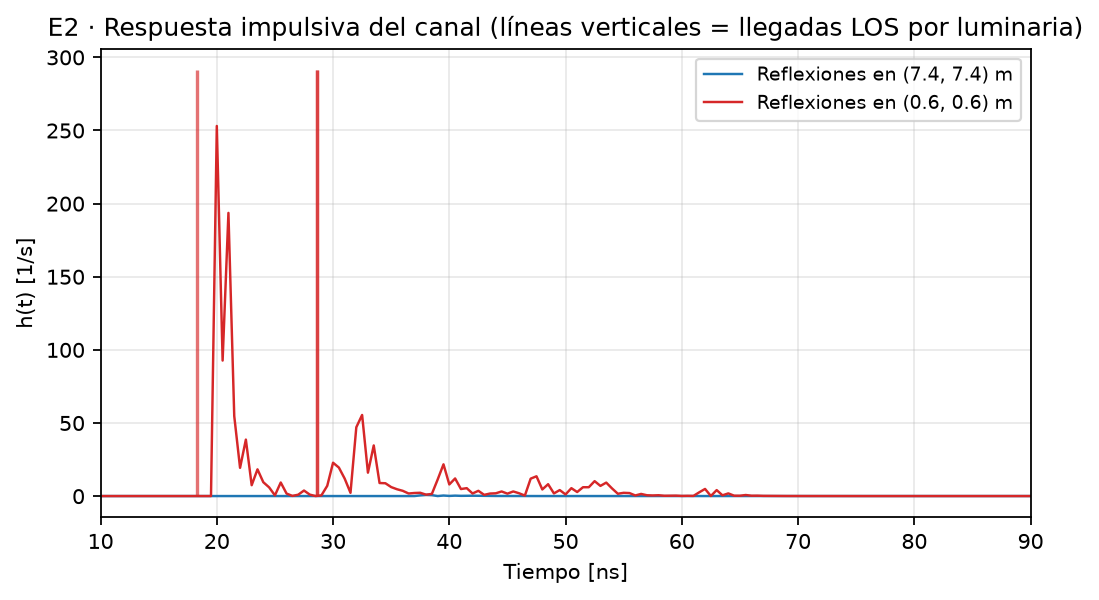 E2 · Respuesta impulsiva del canal (líneas verticales = llegadas LOS por luminaria)
300
250
200
150
100
50
0
h(t) [1/s]
Reflexiones en (7.4, 7.4) m
Reflexiones en (0.6, 0.6) m
10 20 30 40 50 60 70 80 90
Tiempo [ns]